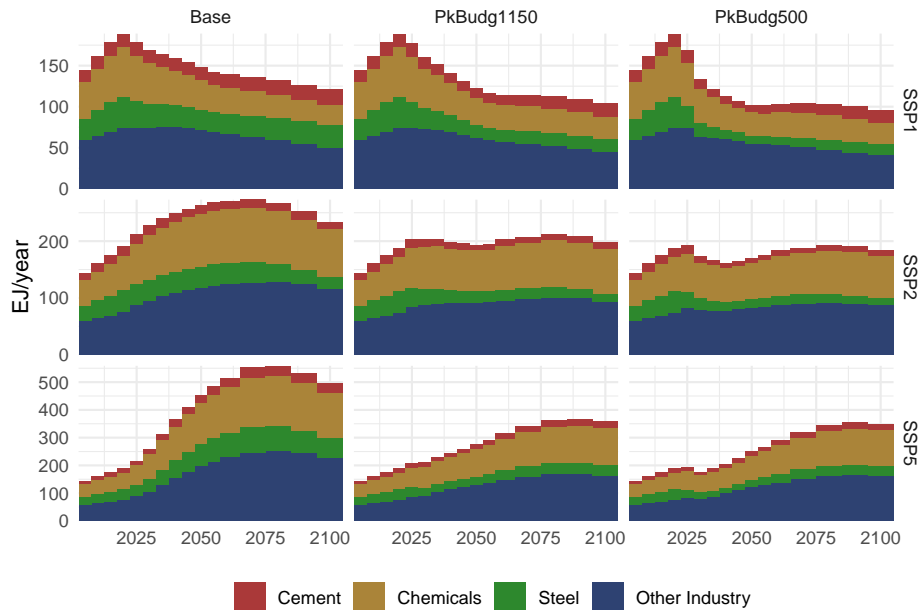 Base PkBudg1150 PkBudg500
150
100
50
0
SSP1
EJ/year
200
100
0
SSP2
500
400
300
200
100
0
SSP5
2025 2050 2075 2100 2025 2050 2075 2100 2025 2050 2075 2100
Cement Chemicals Steel Other Industry